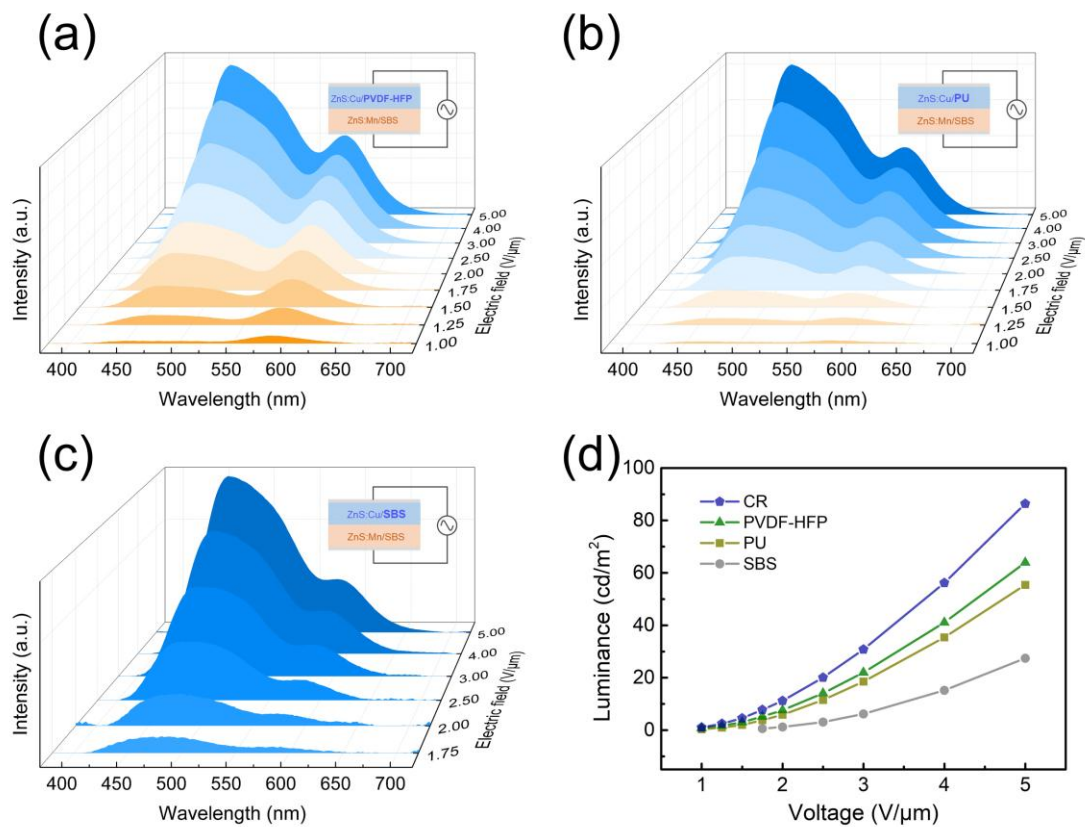 (a)
ZnS:Cu/PVDF-HFP
ZnS:Mn/SBS
Intensity (a.u.)
5.00
4.00
3.00
2.50
2.00
1.75
1.50
1.25
1.00
Electric field (V/μm)
400 450 500 550 600 650 700
Wavelength (nm)
(b)
ZnS:Cu/PU
ZnS:Mn/SBS
Intensity (a.u.)
5.00
4.00
3.00
2.50
2.00
1.75
1.50
1.25
1.00
Electric field (V/μm)
400 450 500 550 600 650 700
Wavelength (nm)
(c)
ZnS:Cu/SBS
ZnS:Mn/SBS
Intensity (a.u.)
5.00
4.00
3.00
2.50
2.00
1.75
Electric field (V/μm)
400 450 500 550 600 650 700
Wavelength (nm)
(d)
Luminance (cd/m²)
100
80
60
40
20
0
CR
PVDF-HFP
PU
SBS
1 2 3 4 5
Voltage (V/μm)